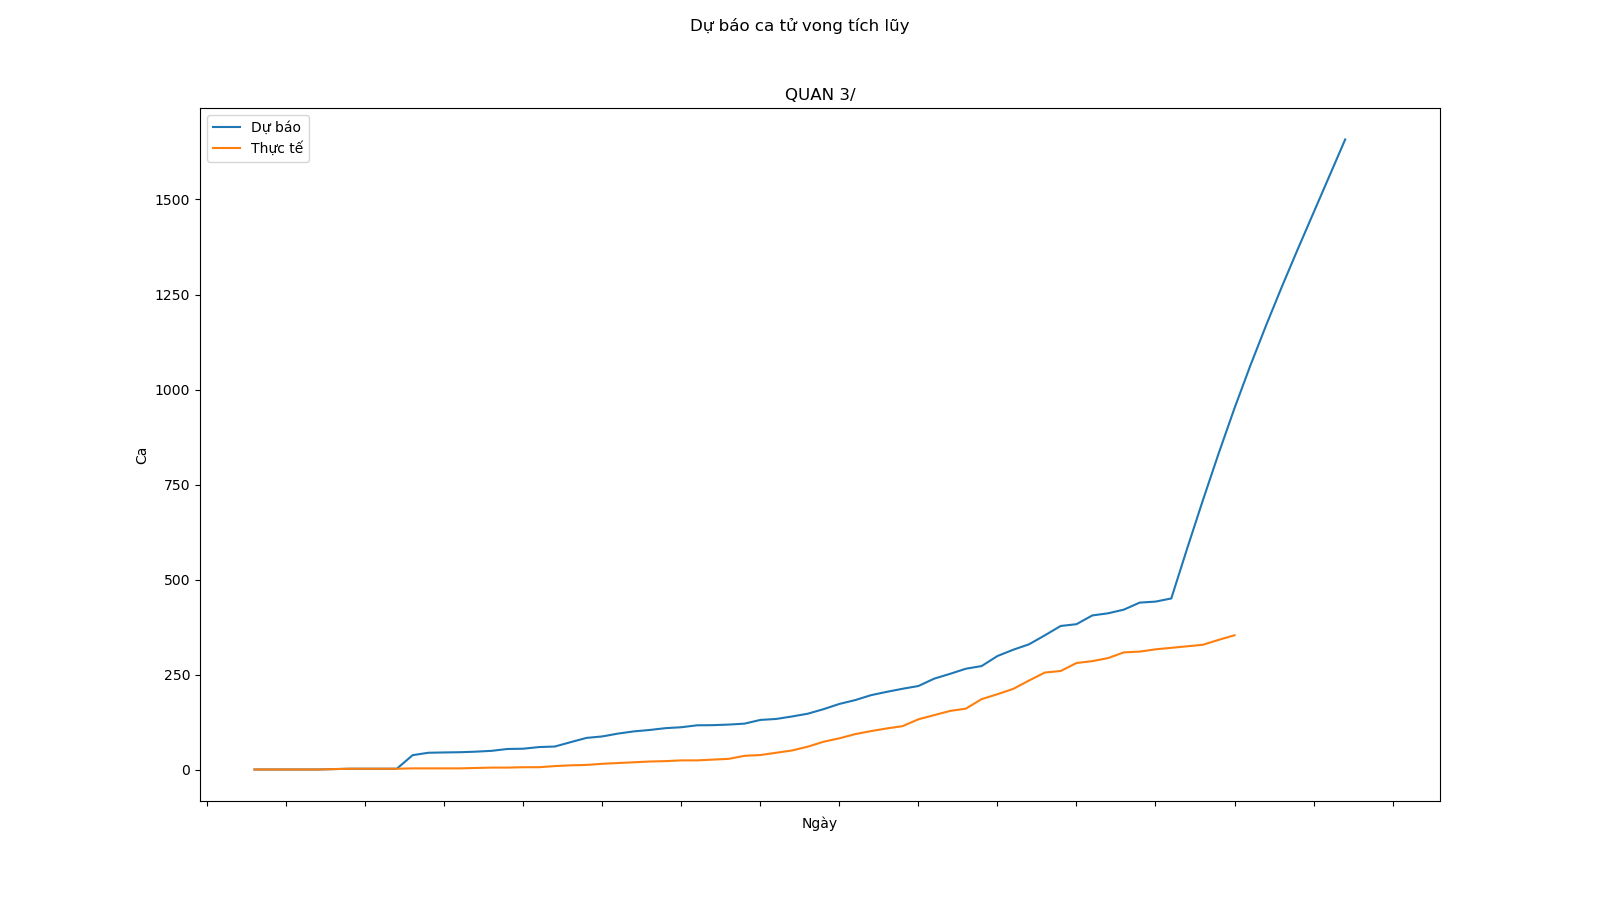 Dự báo ca tử vong tích lũy
QUAN 3/
Dự báo
Thực tế
1500
1250
1000
750
500
250
0
Ca
Ngày